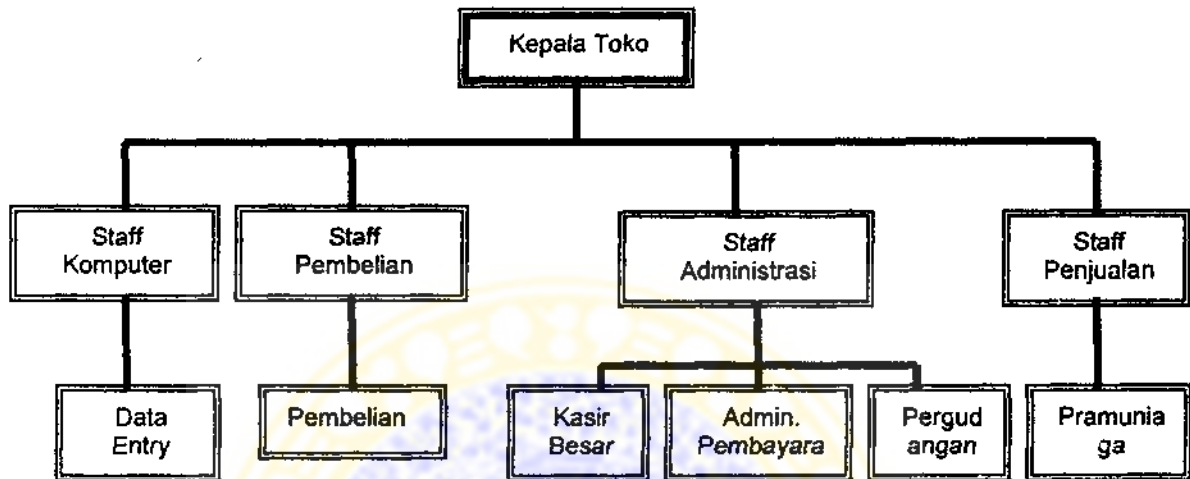 Kepala Toko
Staff
Komputer
Staff
Pembelian
Staff
Administrasi
Staff
Penjualan
Data
Entry
Pembelian
Kasir
Besar
Admin.
Pembayara
Pergud
angan
Pramunia
ga